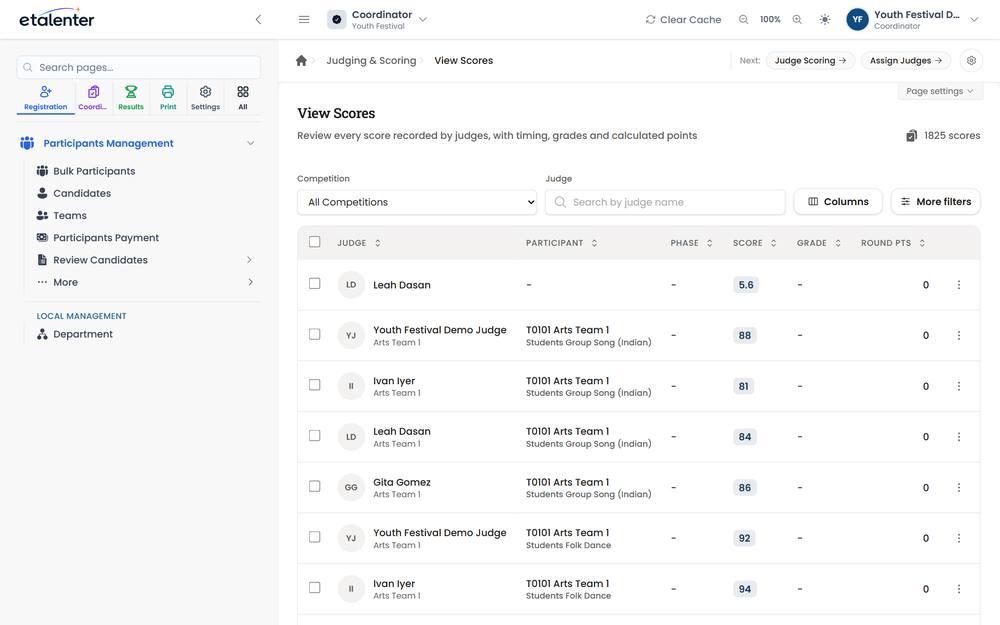 etalenter
Coordinator
Youth Festival
Clear Cache
100%
YF
Youth Festival D...
Coordinator
Search pages...
Registration
Coordi...
Results
Print
Settings
All
Participants Management
Bulk Participants
Candidates
Teams
Participants Payment
Review Candidates
More
LOCAL MANAGEMENT
Department
Judging & Scoring
View Scores
Next:
Judge Scoring →
Assign Judges →
Page settings
View Scores
Review every score recorded by judges, with timing, grades and calculated points
1825 scores
Competition
Judge
All Competitions
Search by judge name
Columns
More filters
JUDGE PARTICIPANT PHASE SCORE GRADE ROUND PTS
LD Leah Dasan - - 5.6 - 0
YJ Youth Festival Demo Judge T0101 Arts Team 1 - 88 - 0
Arts Team 1 Students Group Song (Indian)
II Ivan Iyer T0101 Arts Team 1 - 81 - 0
Arts Team 1 Students Group Song (Indian)
LD Leah Dasan T0101 Arts Team 1 - 84 - 0
Arts Team 1 Students Group Song (Indian)
GG Gita Gomez T0101 Arts Team 1 - 86 - 0
Arts Team 1 Students Group Song (Indian)
YJ Youth Festival Demo Judge T0101 Arts Team 1 - 92 - 0
Arts Team 1 Students Folk Dance
II Ivan Iyer T0101 Arts Team 1 - 94 - 0
Arts Team 1 Students Folk Dance